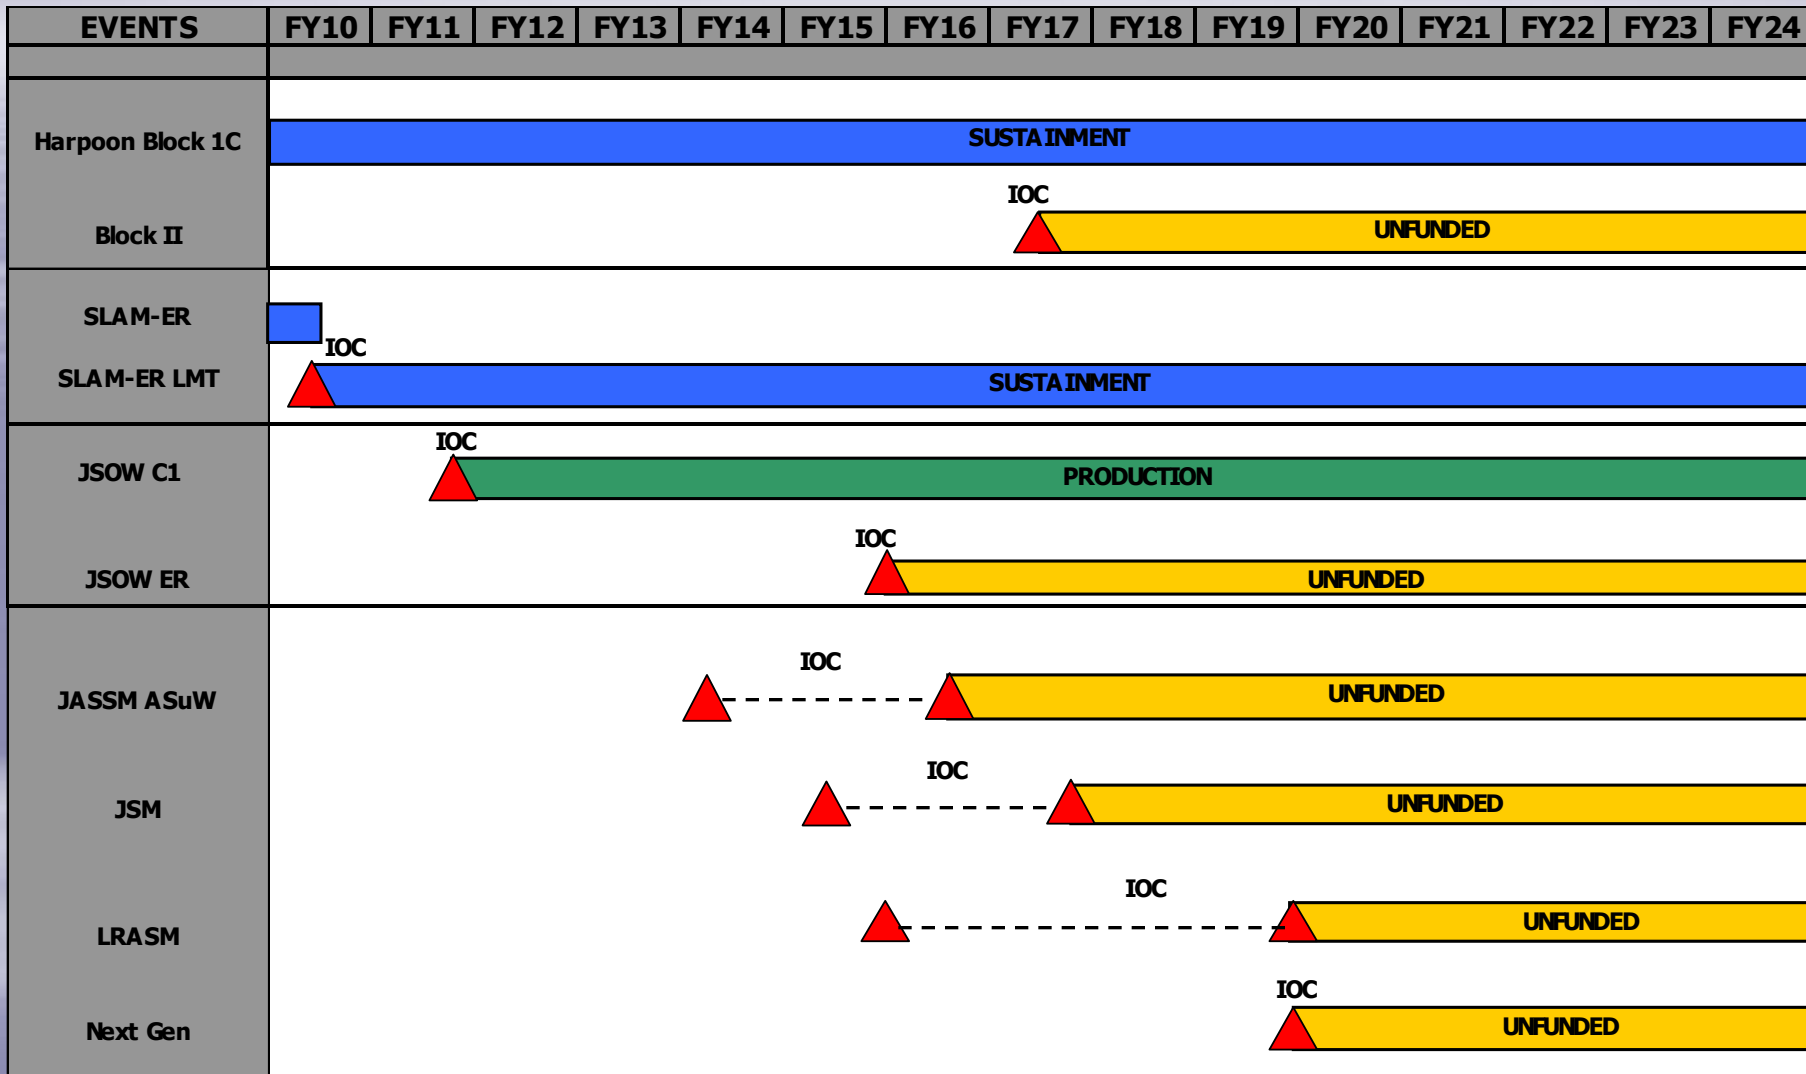 EVENTS FY10 FY11 FY12 FY13 FY14 FY15 FY16 FY17 FY18 FY19 FY20 FY21 FY22 FY23 FY24
Harpoon Block 1C SUSTAINMENT
IOC
Block II UNFUNDED
SLAM-ER
IOC
SLAM-ER LMT SUSTAINMENT
IOC
JSOW C1 PRODUCTION
IOC
JSOW ER UNFUNDED
IOC
JASSM ASuW UNFUNDED
IOC
JSM UNFUNDED
IOC
LRASM UNFUNDED
IOC
Next Gen UNFUNDED